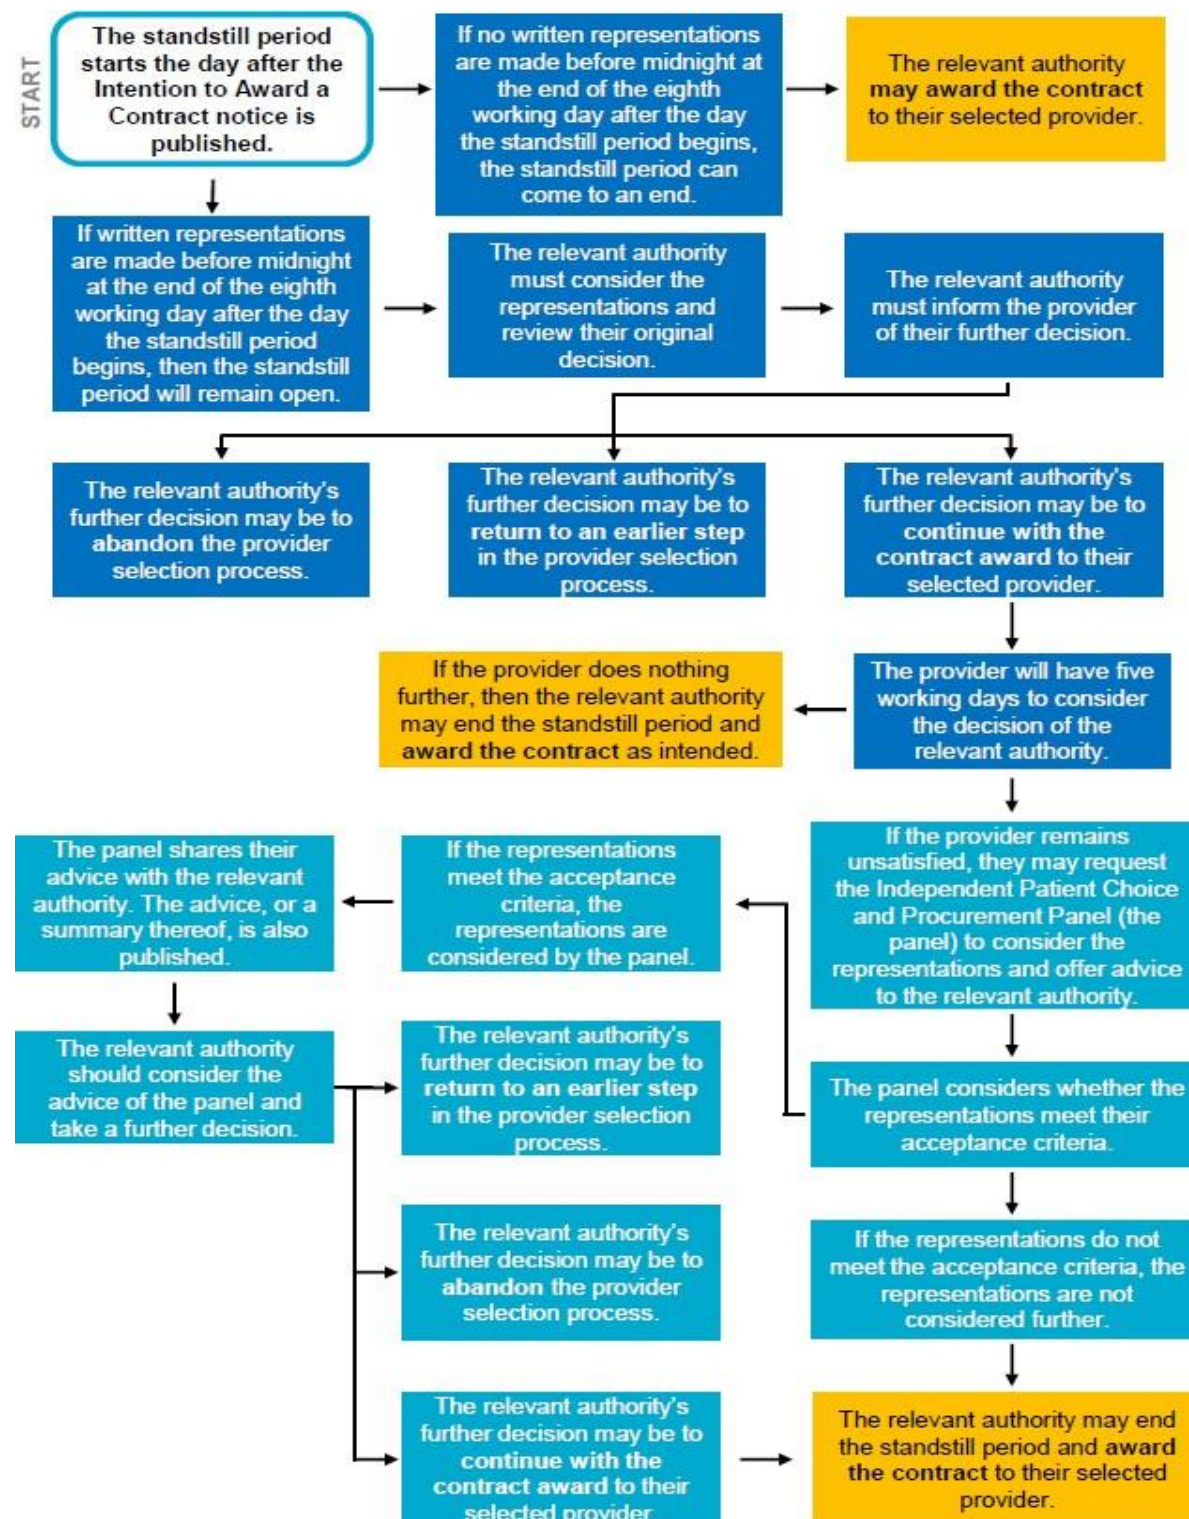 START
The standstill period
starts the day after the
Intention to Award a
Contract notice is
published.
If no written representations
are made before midnight at
the end of the eighth
working day after the day
the standstill period begins,
the standstill period can
come to an end.
The relevant authority
may award the contract
to their selected provider.
If written representations
are made before midnight
at the end of the eighth
working day after the day
the standstill period
begins, then the standstill
period will remain open.
The relevant authority
must consider the
representations and
review their original
decision.
The relevant authority
must inform the provider
of their further decision.
The relevant authority's
further decision may be to
abandon the provider
selection process.
The relevant authority's
further decision may be to
return to an earlier step
in the provider selection
process.
The relevant authority's
further decision may be to
continue with the
contract award to their
selected provider.
If the provider does nothing
further, then the relevant authority
may end the standstill period and
award the contract as intended.
The provider will have five
working days to consider
the decision of the
relevant authority.
The panel shares their
advice with the relevant
authority. The advice, or a
summary thereof, is also
published.
If the representations
meet the acceptance
criteria, the
representations are
considered by the panel.
If the provider remains
unsatisfied, they may request
the Independent Patient Choice
and Procurement Panel (the
panel) to consider the
representations and offer advice
to the relevant authority.
The relevant authority
should consider the
advice of the panel and
take a further decision.
The relevant authority's
further decision may be to
return to an earlier step
in the provider selection
process.
The panel considers whether the
representations meet their
acceptance criteria.
The relevant authority's
further decision may be to
abandon the provider
selection process.
If the representations do not
meet the acceptance criteria, the
representations are not
considered further.
The relevant authority's
further decision may be to
continue with the
contract award to their
selected provider.
The relevant authority may end
the standstill period and award
the contract to their selected
provider.